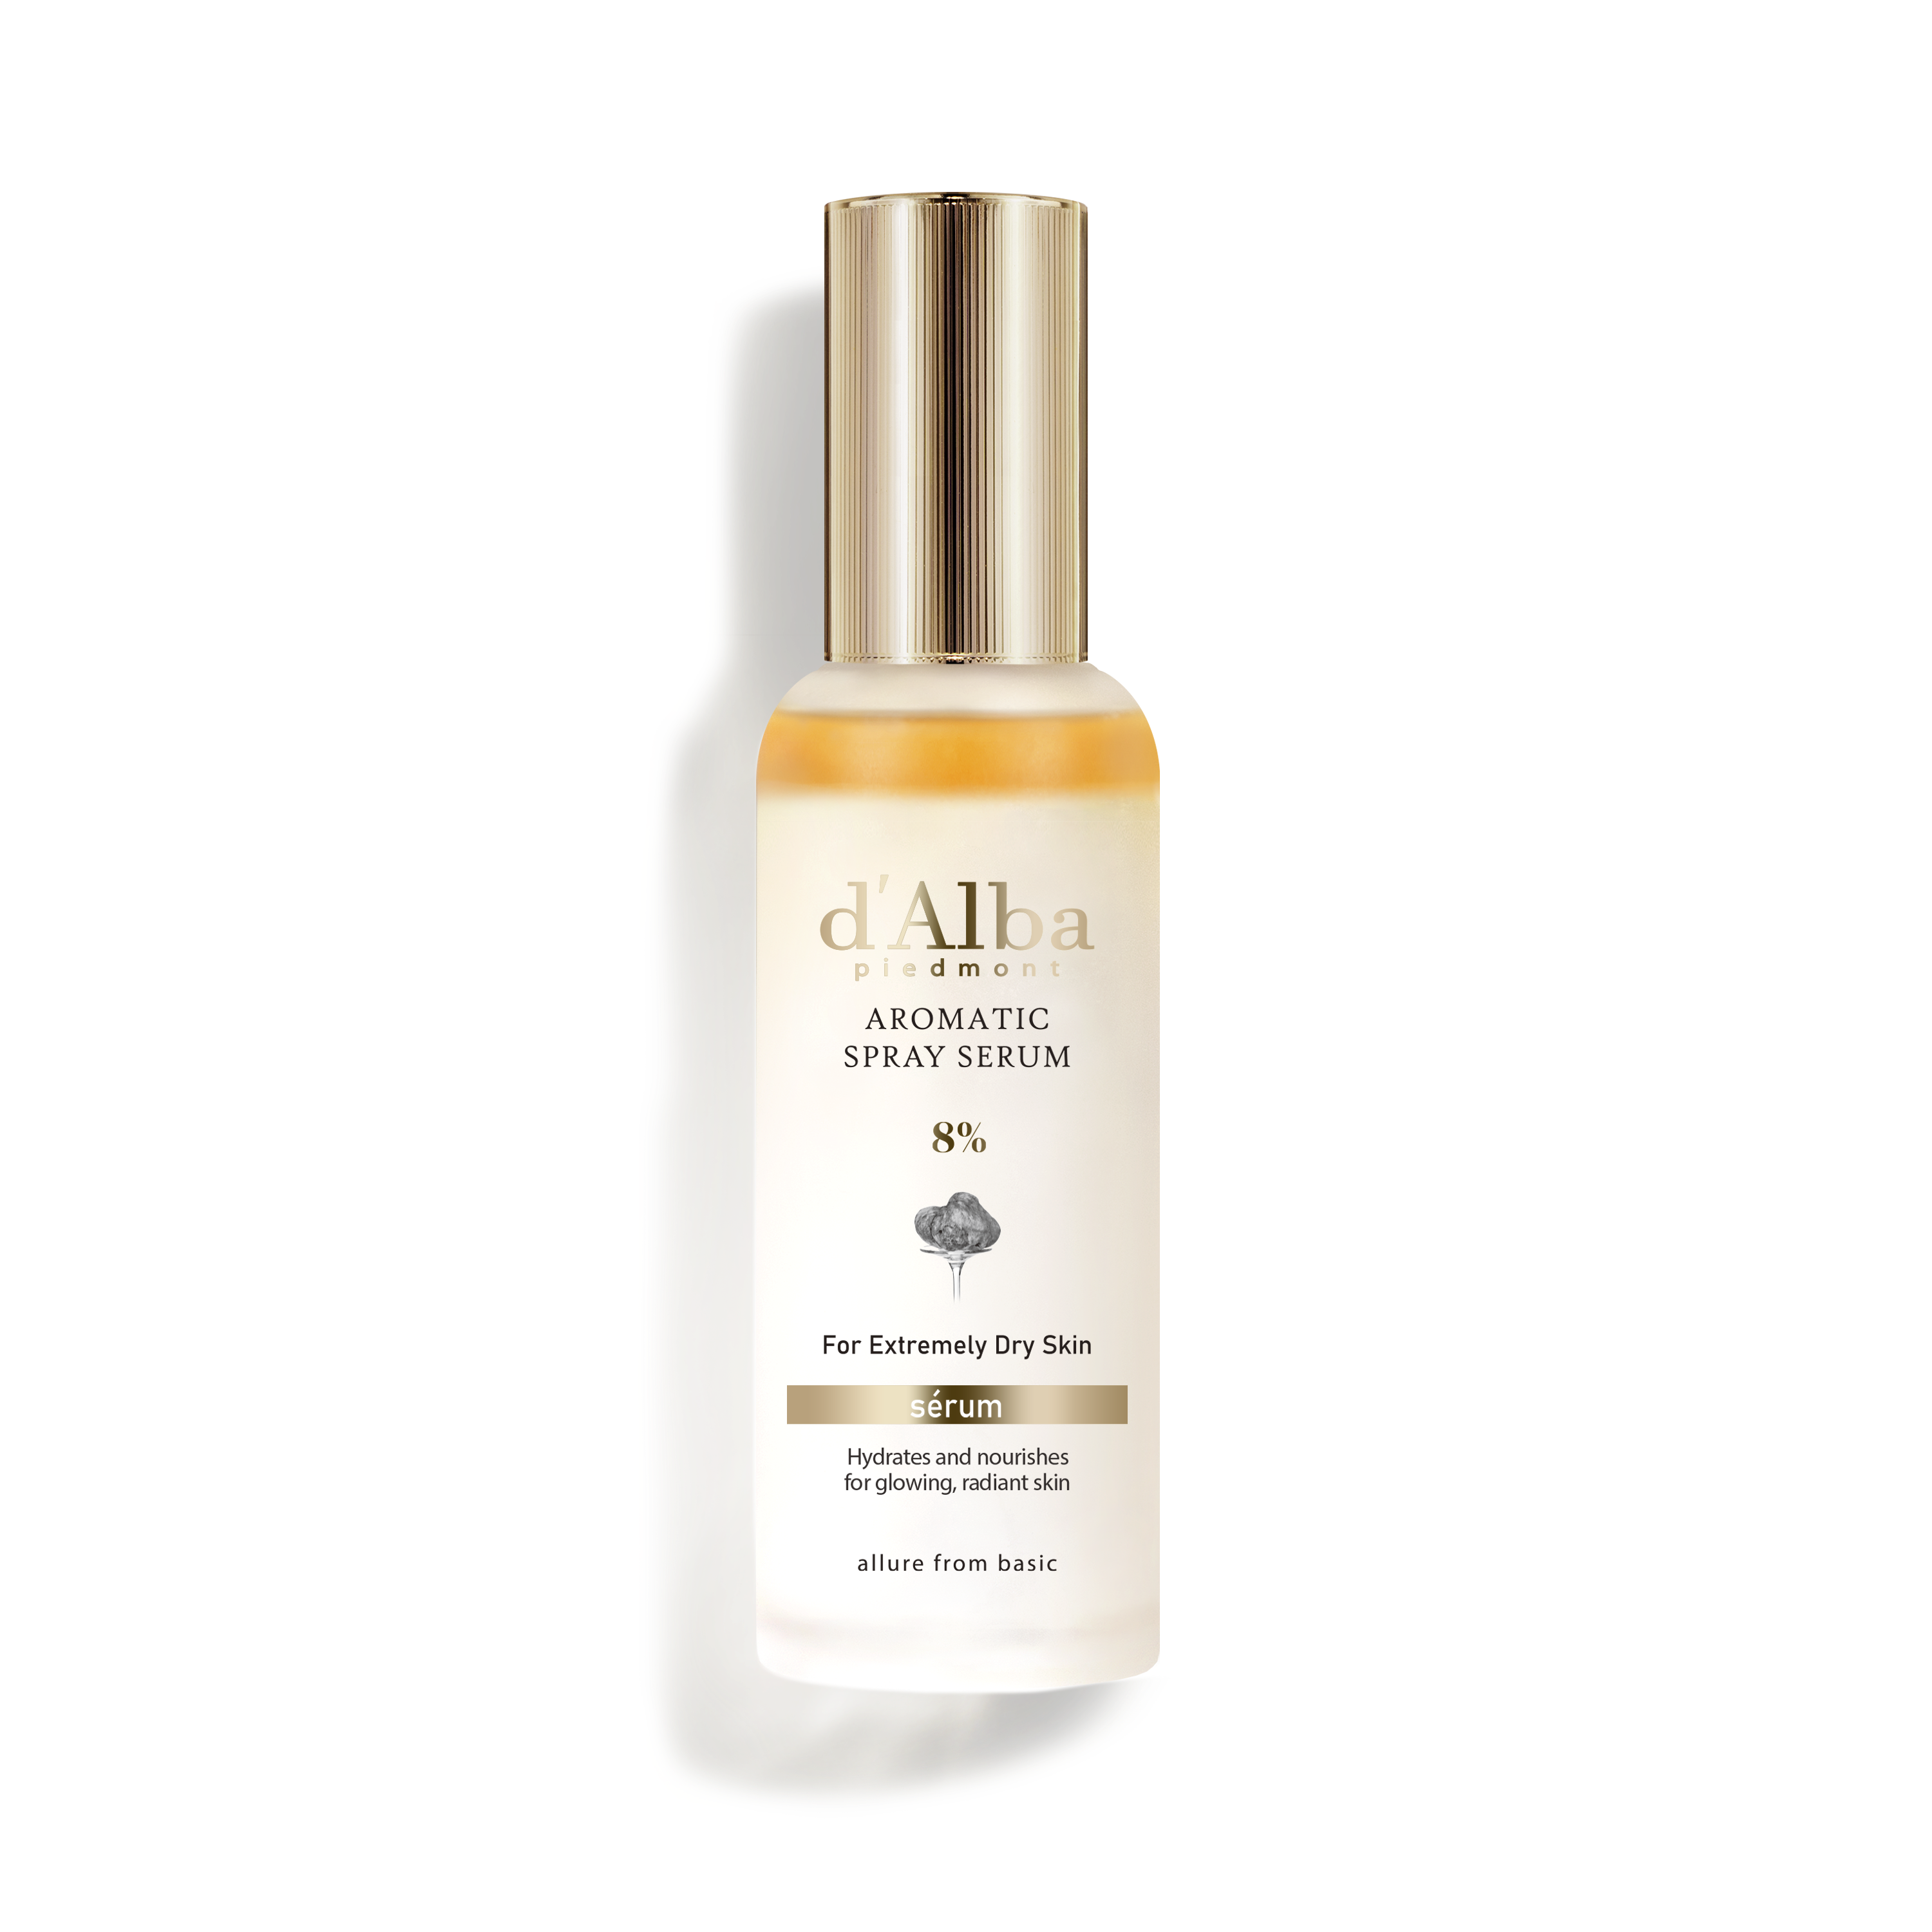 d'Alba
piedmont
AROMATIC
SPRAY SERUM
8%
For Extremely Dry Skin
sérum
Hydrates and nourishes
for glowing, radiant skin
allure from basic